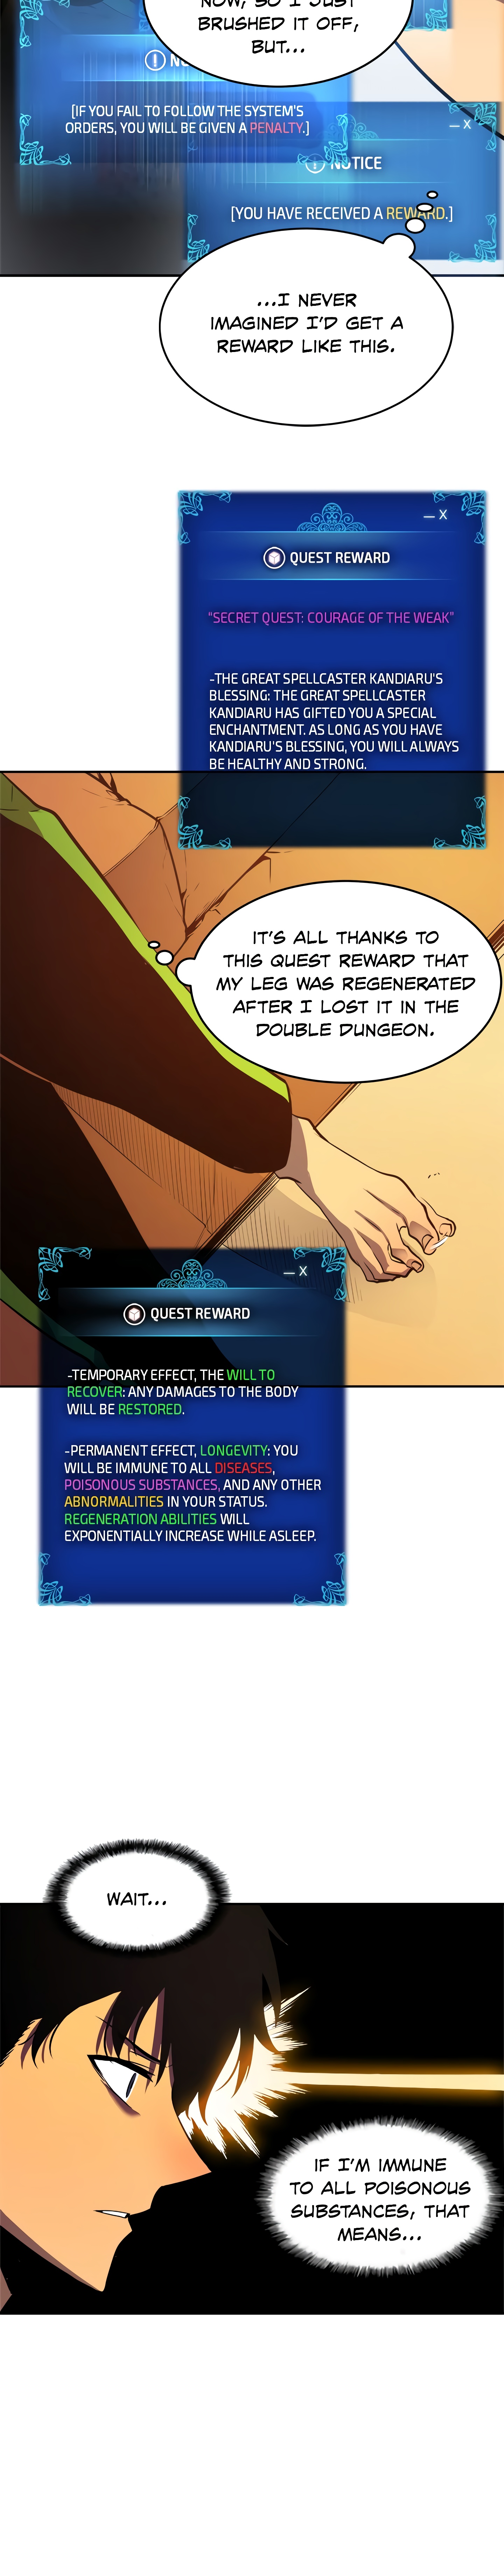 NOW, SO I JUST
BRUSHED IT OFF,
BUT...
[IF YOU FAIL TO FOLLOW THE SYSTEM'S
ORDERS, YOU WILL BE GIVEN A PENALTY.]
— X
NOTICE
[YOU HAVE RECEIVED A REWARD.]
...I NEVER
IMAGINED I'D GET A
REWARD LIKE THIS.
— X
QUEST REWARD
"SECRET QUEST: COURAGE OF THE WEAK"
-THE GREAT SPELLCASTER KANDIARU'S
BLESSING: THE GREAT SPELLCASTER
KANDIARU HAS GIFTED YOU A SPECIAL
ENCHANTMENT. AS LONG AS YOU HAVE
KANDIARU'S BLESSING, YOU WILL ALWAYS
BE HEALTHY AND STRONG.
IT'S ALL THANKS TO
THIS QUEST REWARD THAT
MY LEG WAS REGENERATED
AFTER I LOST IT IN THE
DOUBLE DUNGEON.
— X
QUEST REWARD
-TEMPORARY EFFECT, THE WILL TO
RECOVER: ANY DAMAGES TO THE BODY
WILL BE RESTORED.
-PERMANENT EFFECT, LONGEVITY: YOU
WILL BE IMMUNE TO ALL DISEASES,
POISONOUS SUBSTANCES, AND ANY OTHER
ABNORMALITIES IN YOUR STATUS.
REGENERATION ABILITIES WILL
EXPONENTIALLY INCREASE WHILE ASLEEP.
WAIT...
IF I'M IMMUNE
TO ALL POISONOUS
SUBSTANCES, THAT
MEANS...